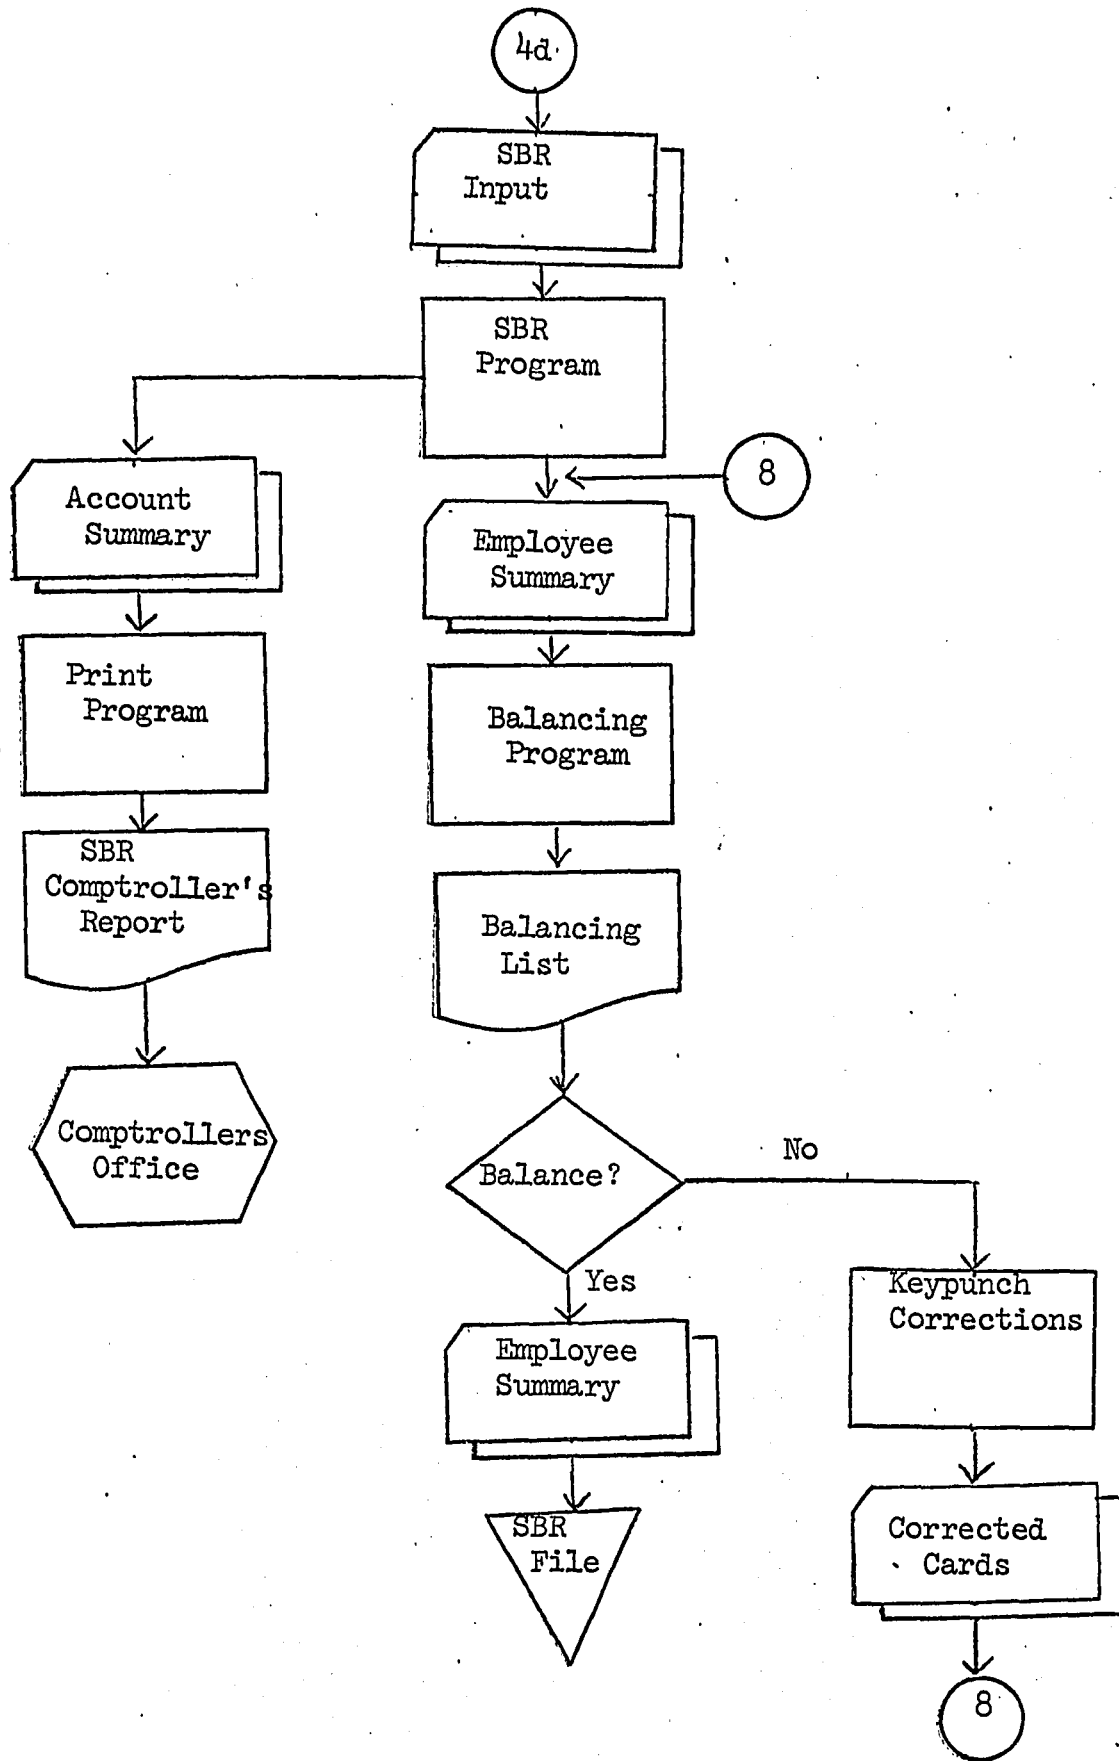 4d
SBR
Input
SBR
Program
8
Account
Summary
Employee
Summary
Print
Program
Balancing
Program
SBR
Comptroller's
Report
Balancing
List
Comptrollers
Office
Balance?
No
Yes
Keypunch
Corrections
Employee
Summary
SBR
File
Corrected
Cards
8